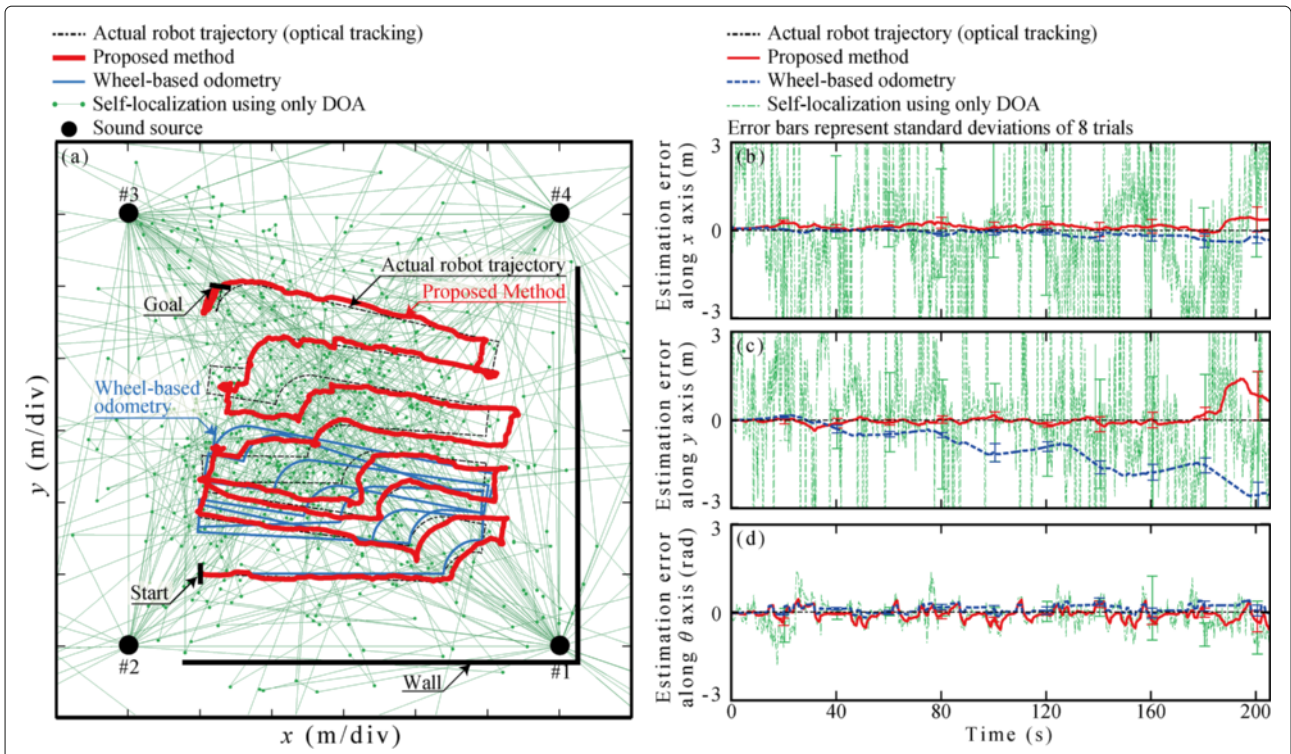 Actual robot trajectory (optical tracking)
Proposed method
Wheel-based odometry
Self-localization using only DOA
Sound source
(a)
#3
#4
Actual robot trajectory
Proposed Method
Goal
Wheel-based
odometry
Start
#2
#1
Wall
y (m/div)
x (m/div)
Actual robot trajectory (optical tracking)
Proposed method
Wheel-based odometry
Self-localization using only DOA
Error bars represent standard deviations of 8 trials
(b)
Estimation error
along x axis (m)
3
0
-3
(c)
Estimation error
along y axis (m)
3
0
-3
(d)
Estimation error
along θ axis (rad)
3
0
-3
0 40 80 120 160 200
Time (s)